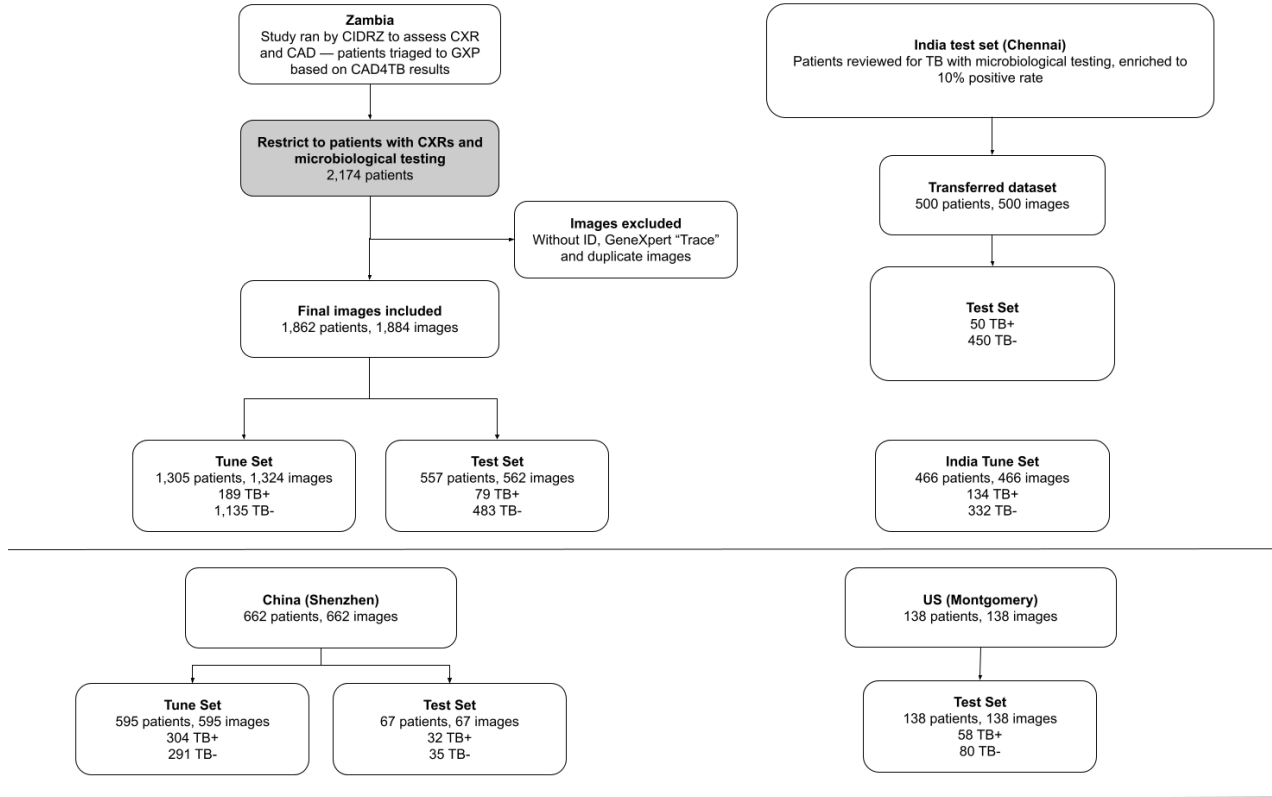 Zambia
Study ran by CIDRZ to assess CXR
and CAD — patients triaged to GXP
based on CAD4TB results
Restrict to patients with CXRs and
microbiological testing
2,174 patients
Images excluded
Without ID, GeneXpert “Trace”
and duplicate images
Final images included
1,862 patients, 1,884 images
Tune Set
1,305 patients, 1,324 images
189 TB+
1,135 TB-
Test Set
557 patients, 562 images
79 TB+
483 TB-
India test set (Chennai)
Patients reviewed for TB with microbiological testing, enriched to
10% positive rate
Transferred dataset
500 patients, 500 images
Test Set
50 TB+
450 TB-
India Tune Set
466 patients, 466 images
134 TB+
332 TB-
China (Shenzhen)
662 patients, 662 images
Tune Set
595 patients, 595 images
304 TB+
291 TB-
Test Set
67 patients, 67 images
32 TB+
35 TB-
US (Montgomery)
138 patients, 138 images
Test Set
138 patients, 138 images
58 TB+
80 TB-